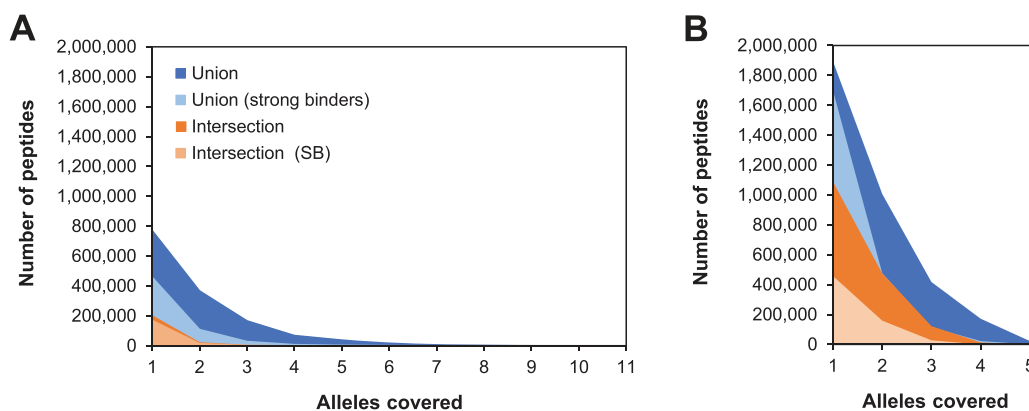 A
Number of peptides
2,000,000
1,800,000
1,600,000
1,400,000
1,200,000
1,000,000
800,000
600,000
400,000
200,000
0
Union
Union (strong binders)
Intersection
Intersection (SB)
1 2 3 4 5 6 7 8 9 10 11
Alleles covered
B
Number of peptides
2,000,000
1,800,000
1,600,000
1,400,000
1,200,000
1,000,000
800,000
600,000
400,000
200,000
0
1 2 3 4 5
Alleles covered